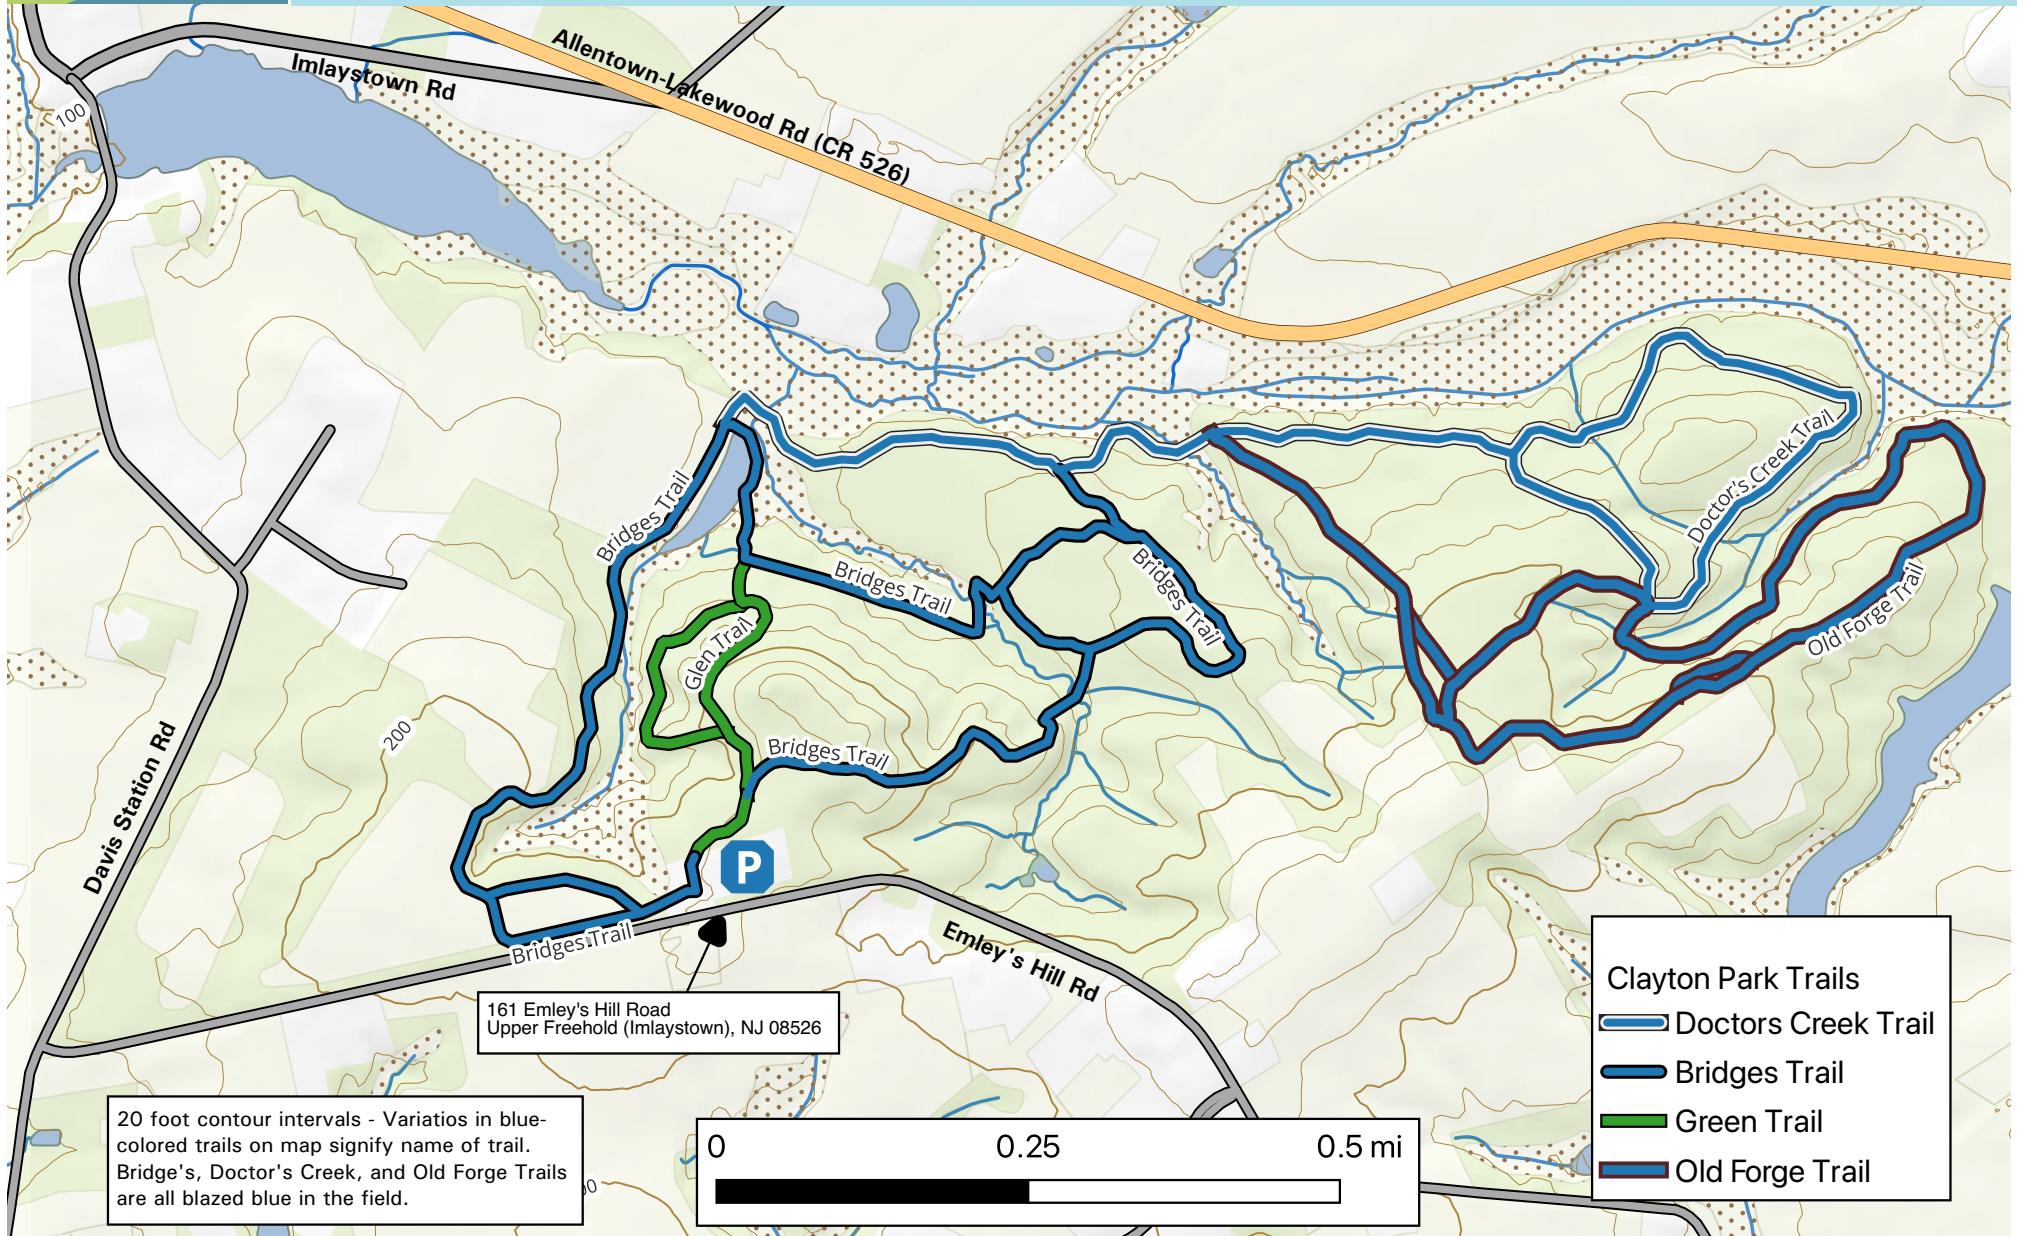 Imlaystown Rd
Allentown-Lakewood Rd (CR 526)
100
Bridges Trail
Doctor's Creek Trail
Bridges Trail
Bridges Trail
Glen Trail
Old Forge Trail
200
Bridges Trail
Davis Station Rd
P
Bridges Trail
Emley's Hill Rd
161 Emley's Hill Road
Upper Freehold (Imlaystown), NJ 08526
Clayton Park Trails
Doctors Creek Trail
Bridges Trail
Green Trail
Old Forge Trail
20 foot contour intervals - Variatios in blue-
colored trails on map signify name of trail.
Bridge's, Doctor's Creek, and Old Forge Trails
are all blazed blue in the field.
0 0.25 0.5 mi